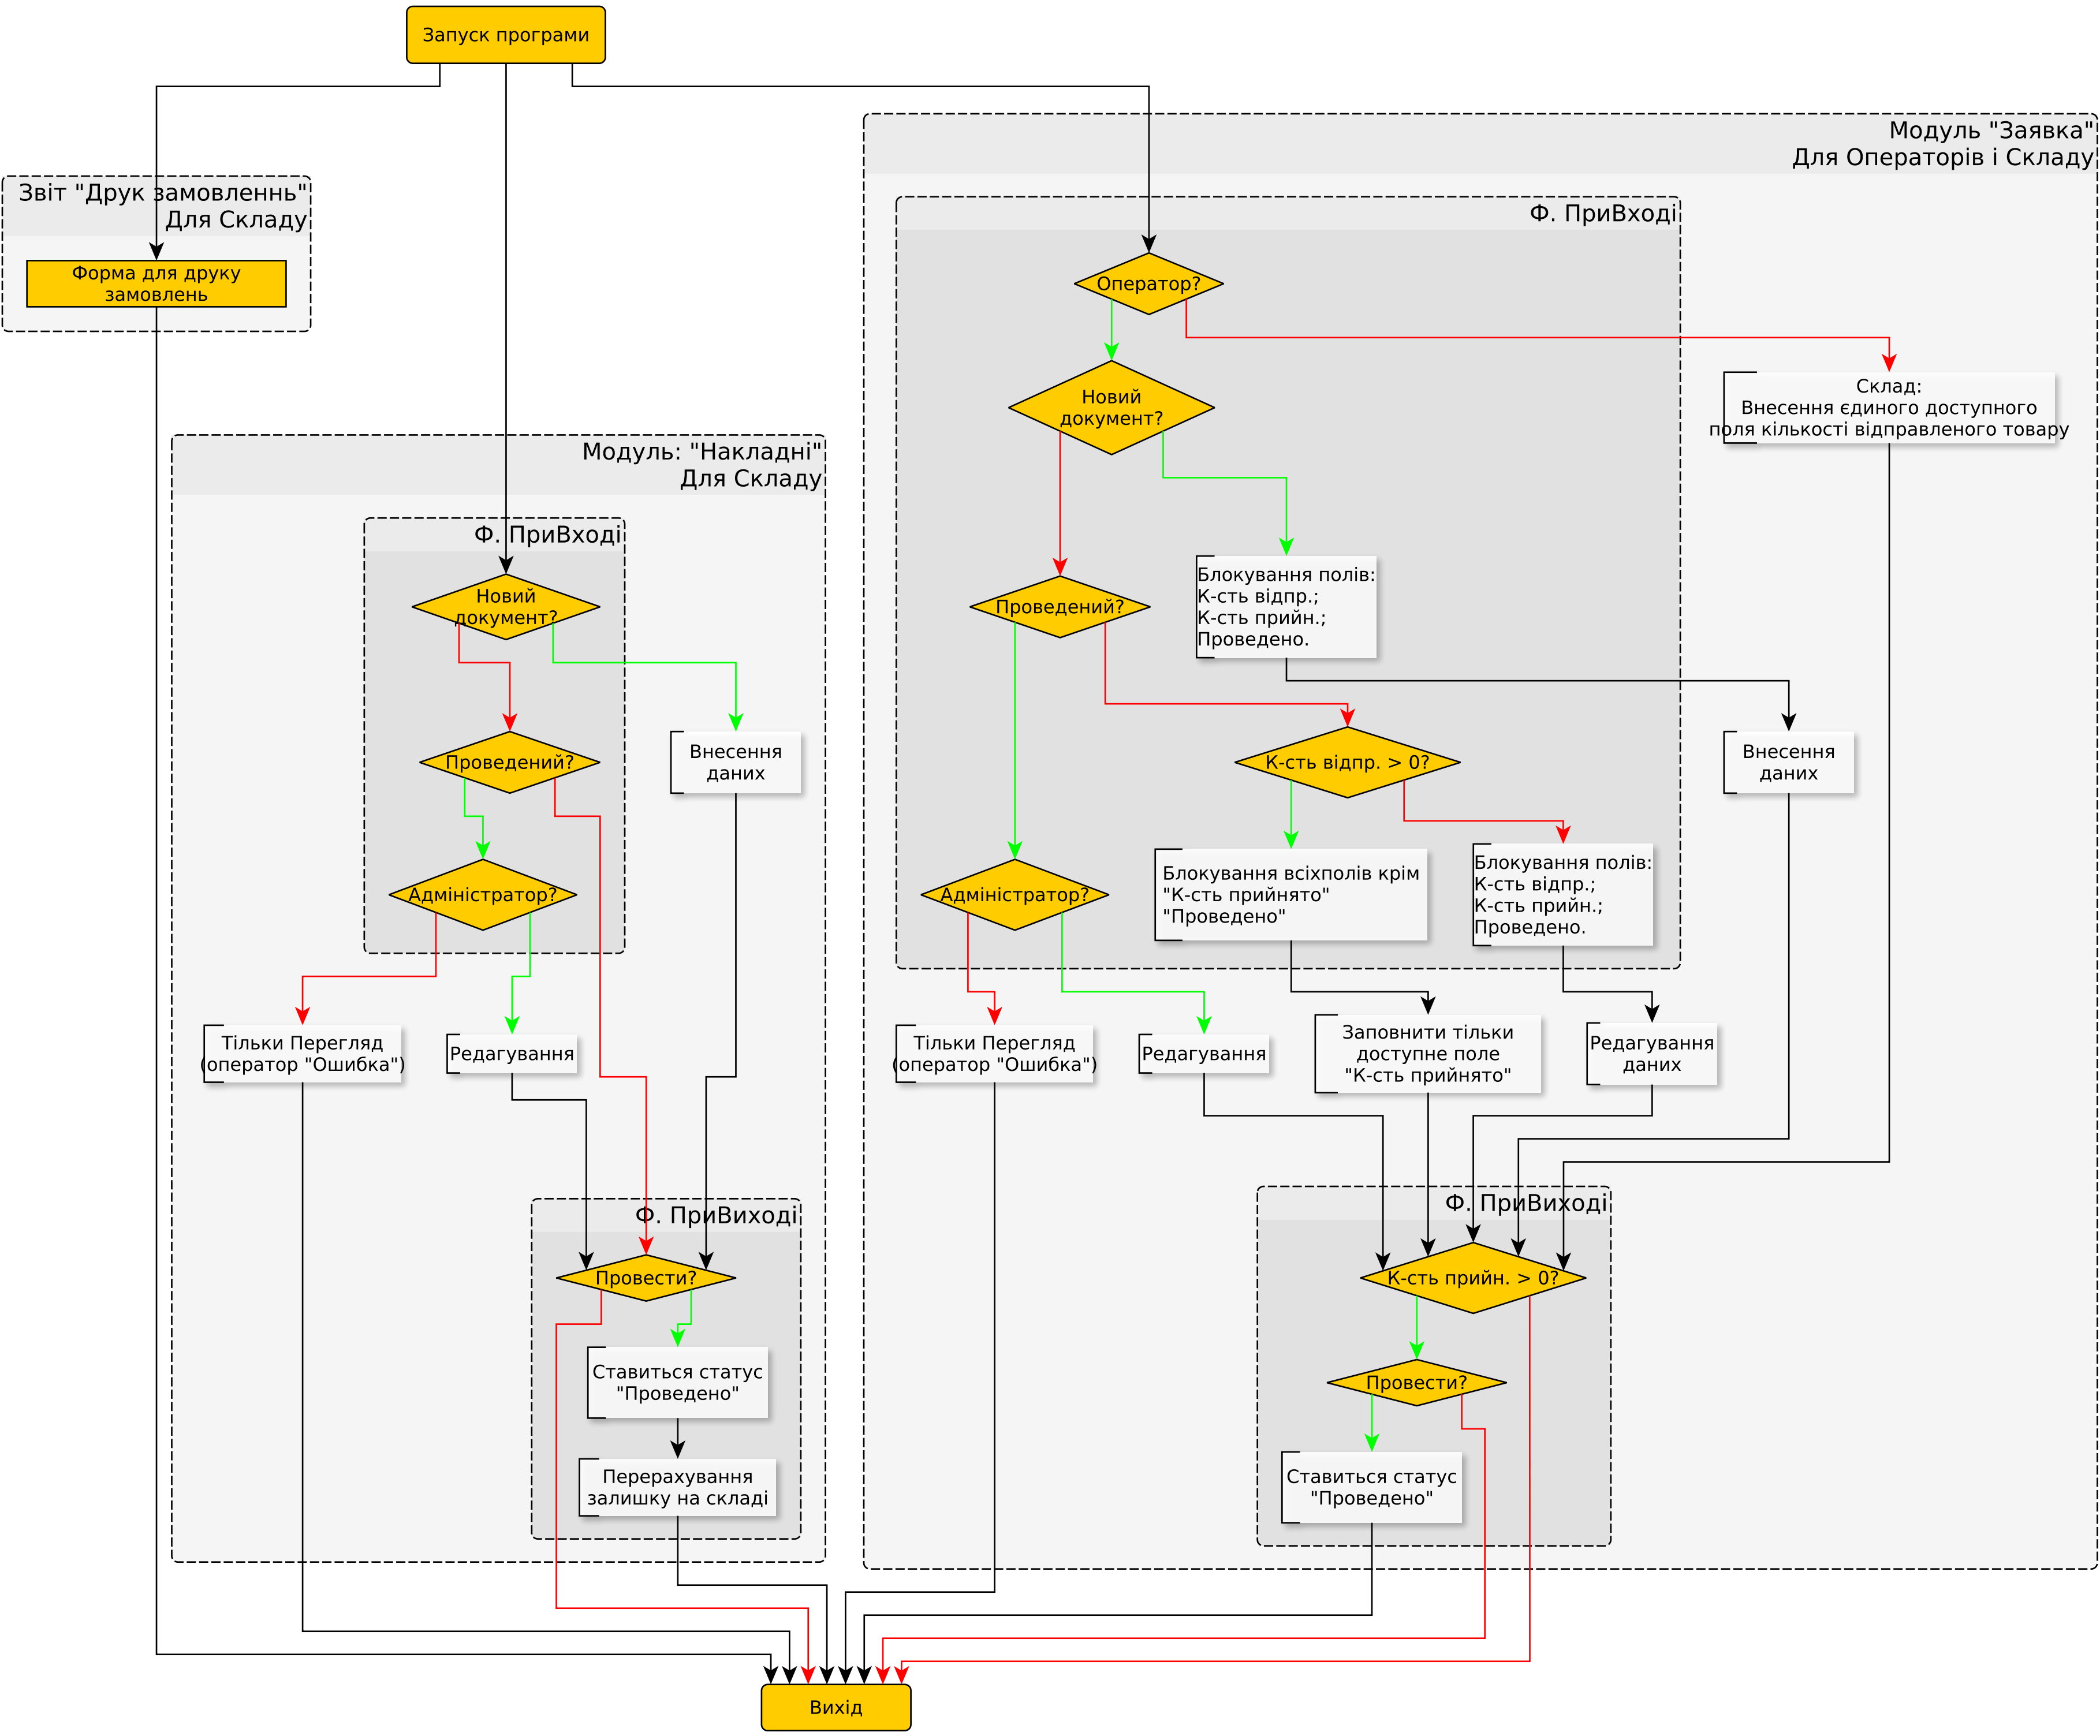 Запуск програми
Модуль "Заявка"
Для Операторів і Складу
Звіт "Друк замовленнь"
Для Складу
Форма для друку
замовлень
Ф. ПриВході
Оператор?
Новий
документ?
Склад:
Внесення єдиного доступного
поля кількості відправленого товару
Модуль: "Накладні"
Для Складу
Ф. ПриВході
Новий
документ?
Проведений?
Блокування полів:
К-сть відпр.;
К-сть прийн.;
Проведено.
Проведений?
Внесення
даних
К-сть відпр. > 0?
Внесення
даних
Адміністратор?
Адміністратор?
Блокування всіхполів крім
"К-сть прийнято"
"Проведено"
Блокування полів:
К-сть відпр.;
К-сть прийн.;
Проведено.
Тільки Перегляд
(оператор "Ошибка")
Редагування
Тільки Перегляд
(оператор "Ошибка")
Редагування
Заповнити тільки
доступне поле
"К-сть прийнято"
Редагування
даних
Ф. ПриВиході
Провести?
Ставиться статус
"Проведено"
Перерахування
залишку на складі
Ф. ПриВиході
К-сть прийн. > 0?
Провести?
Ставиться статус
"Проведено"
Вихід